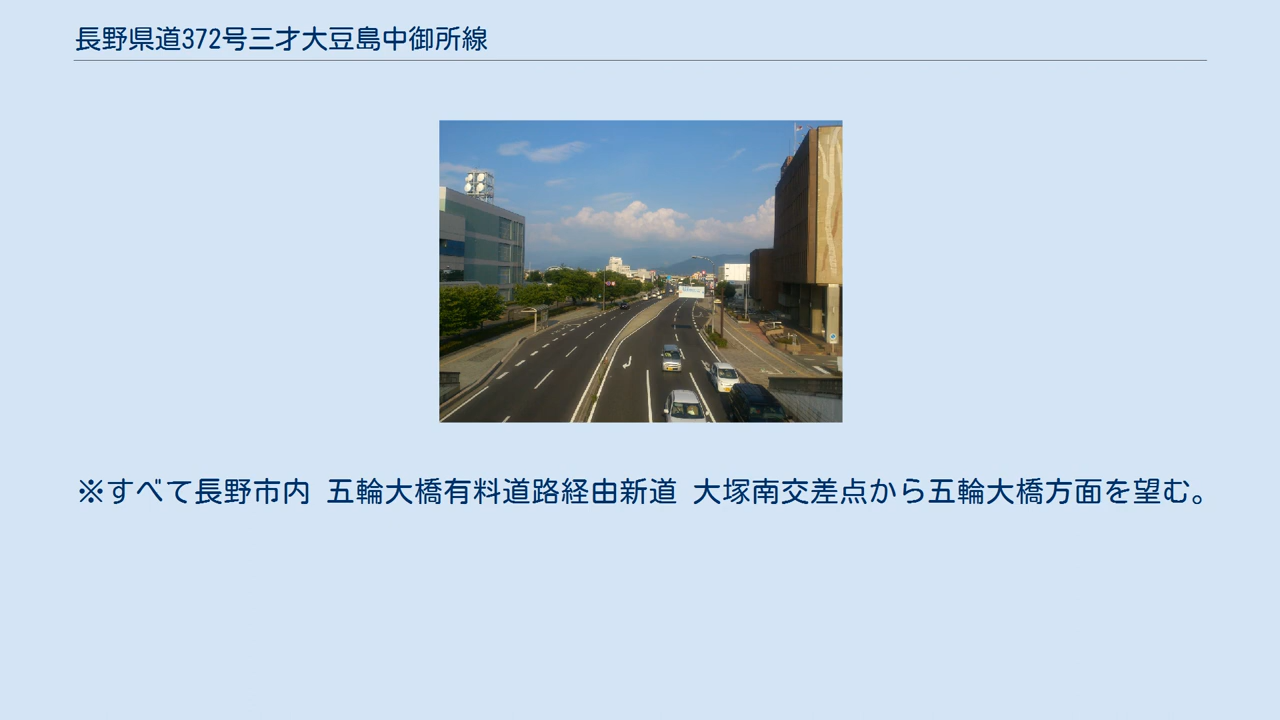 長野県道372号三才大豆島中御所線
※すべて長野市内 五輪大橋有料道路経由新道 大塚南交差点から五輪大橋方面を望む。